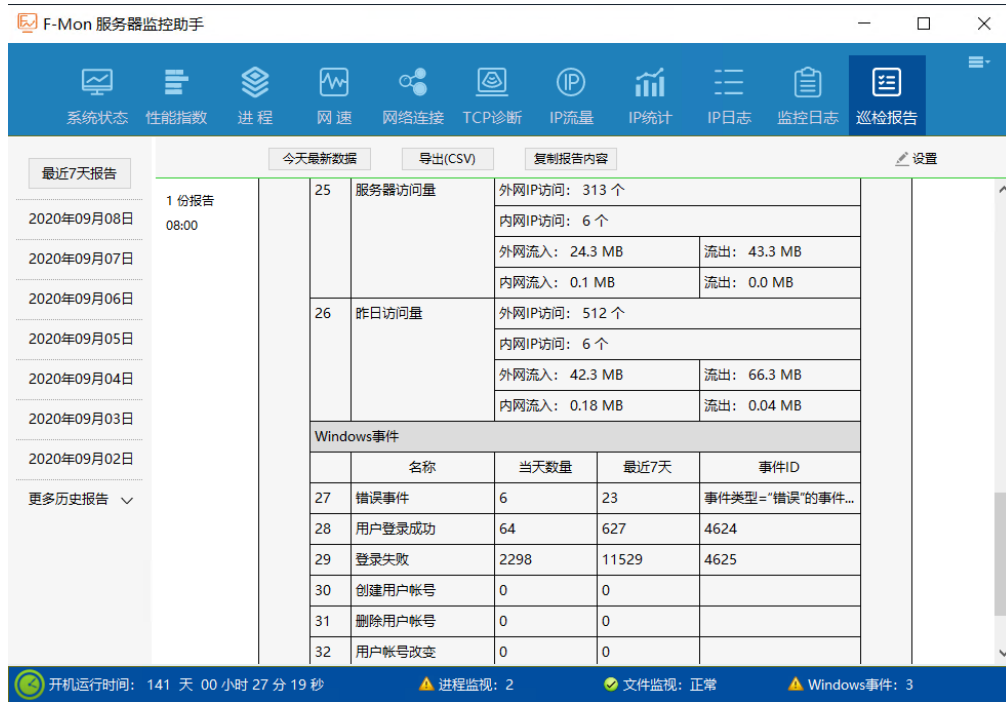 F-Mon 服务器监控助手
系统状态 性能指数 进 程 网 速 网络连接 TCP诊断 IP流量 IP统计 IP日志 监控日志 巡检报告
最近7天报告 今天最新数据 导出(CSV) 复制报告内容 设置
2020年09月08日
2020年09月07日
2020年09月06日
2020年09月05日
2020年09月04日
2020年09月03日
2020年09月02日
更多历史报告
1 份报告
08:00
25 服务器访问量 外网IP访问: 313 个
内网IP访问: 6 个
外网流入: 24.3 MB 流出: 43.3 MB
内网流入: 0.1 MB 流出: 0.0 MB
26 昨日访问量 外网IP访问: 512 个
内网IP访问: 6 个
外网流入: 42.3 MB 流出: 66.3 MB
内网流入: 0.18 MB 流出: 0.04 MB
Windows事件
名称 当天数量 最近7天 事件ID
27 错误事件 6 23 事件类型="错误"的事件...
28 用户登录成功 64 627 4624
29 登录失败 2298 11529 4625
30 创建用户帐号 0 0
31 删除用户帐号 0 0
32 用户帐号改变 0 0
开机运行时间: 141 天 00 小时 27 分 19 秒 进程监视: 2 文件监视: 正常 Windows事件: 3